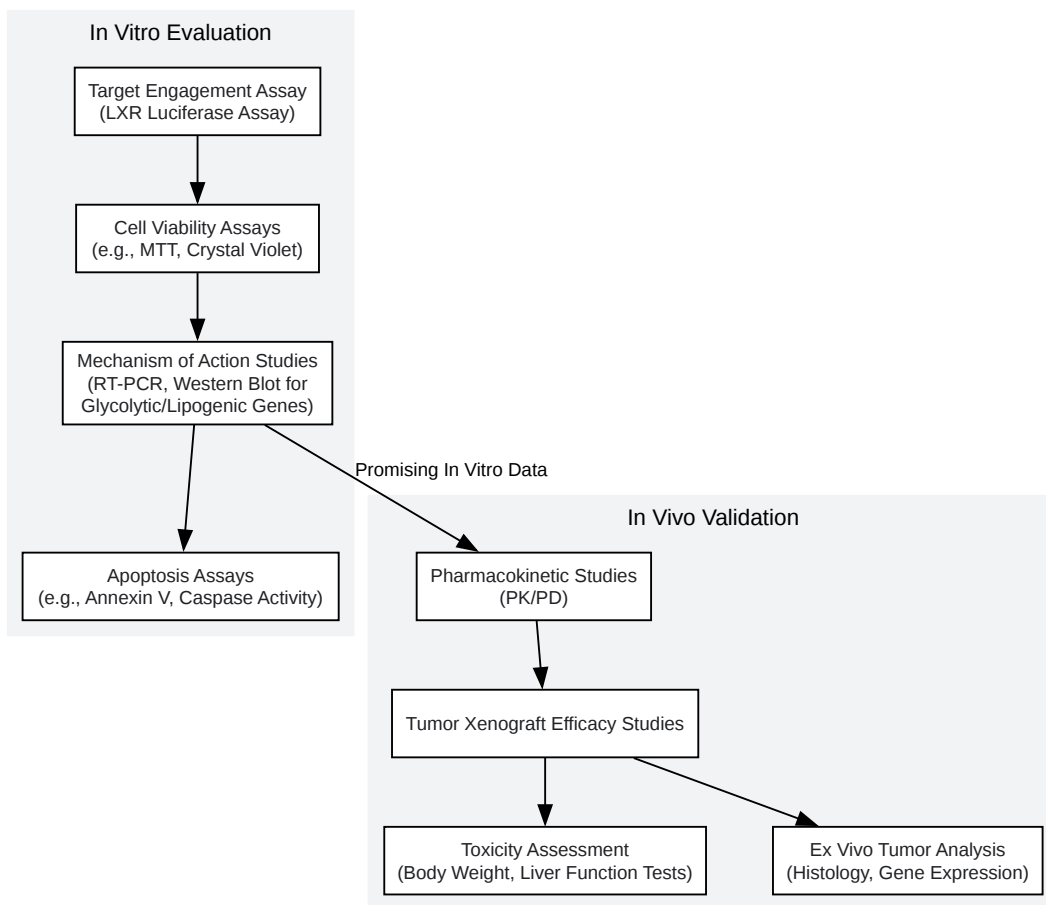 In Vitro Evaluation
Target Engagement Assay
(LXR Luciferase Assay)
Cell Viability Assays
(e.g., MTT, Crystal Violet)
Mechanism of Action Studies
(RT-PCR, Western Blot for
Glycolytic/Lipogenic Genes)
Promising In Vitro Data
Apoptosis Assays
(e.g., Annexin V, Caspase Activity)
In Vivo Validation
Pharmacokinetic Studies
(PK/PD)
Tumor Xenograft Efficacy Studies
Toxicity Assessment
(Body Weight, Liver Function Tests)
Ex Vivo Tumor Analysis
(Histology, Gene Expression)